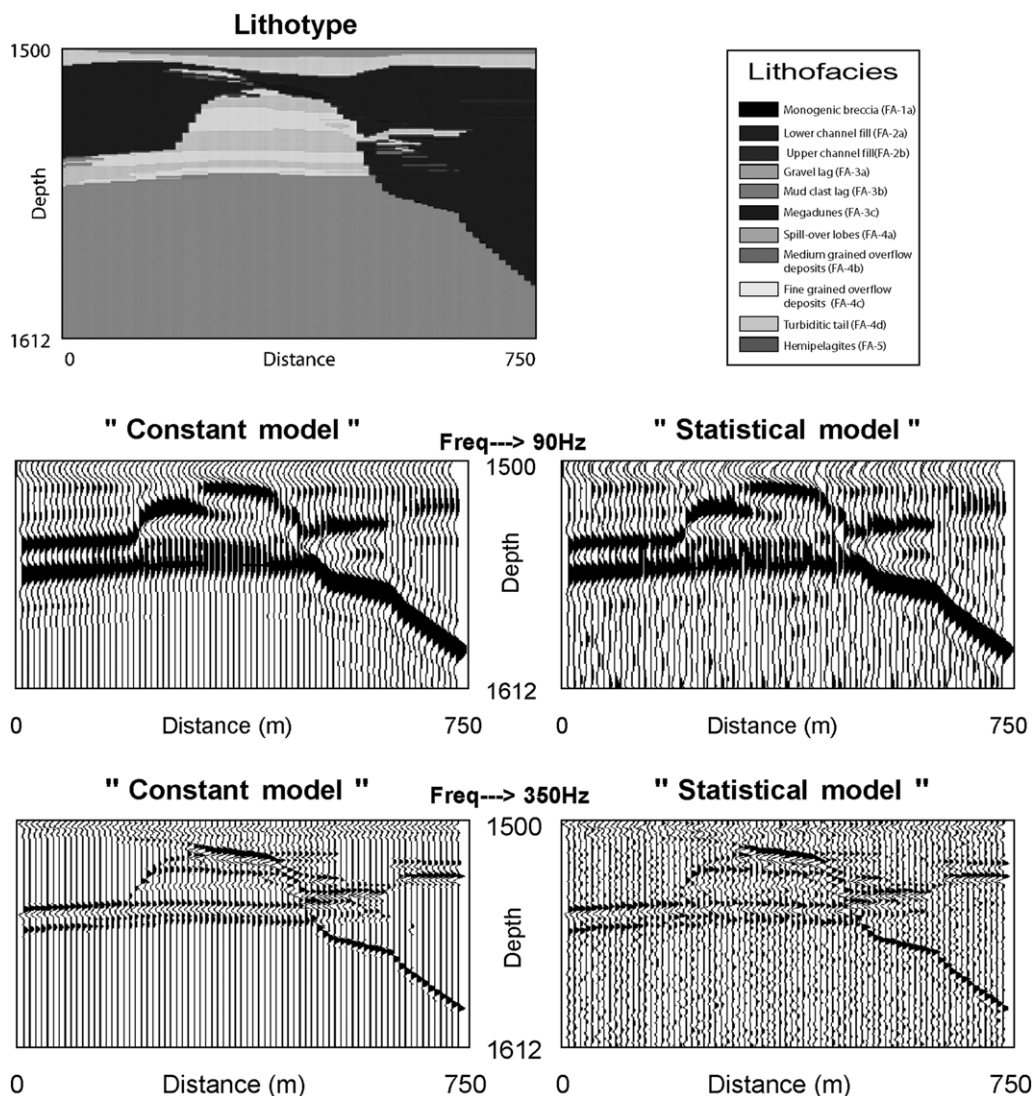 Lithotype
1500
Depth
1612
0
Distance
750
Lithofacies
Monogenic breccia (FA-1a)
Lower channel fill (FA-2a)
Upper channel fill(FA-2b)
Gravel lag (FA-3a)
Mud clast lag (FA-3b)
Megadunes (FA-3c)
Spill-over lobes (FA-4a)
Medium grained overflow
deposits (FA-4b)
Fine grained overflow
deposits (FA-4c)
Turbiditic tail (FA-4d)
Hemipelagites (FA-5)
" Constant model "
Freq---> 90Hz
" Statistical model "
1500
Depth
1612
0
Distance (m)
750
0
Distance (m)
750
" Constant model "
Freq---> 350Hz
" Statistical model "
1500
Depth
1612
0
Distance (m)
750
0
Distance (m)
750